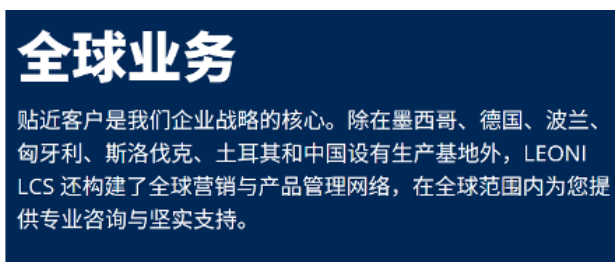 全球业务
贴近客户是我们企业战略的核心。除在墨西哥、德国、波兰、
匈牙利、斯洛伐克、土耳其和中国设有生产基地外，LEONI
LCS 还构建了全球营销与产品管理网络，在全球范围内为您提
供专业咨询与坚实支持。